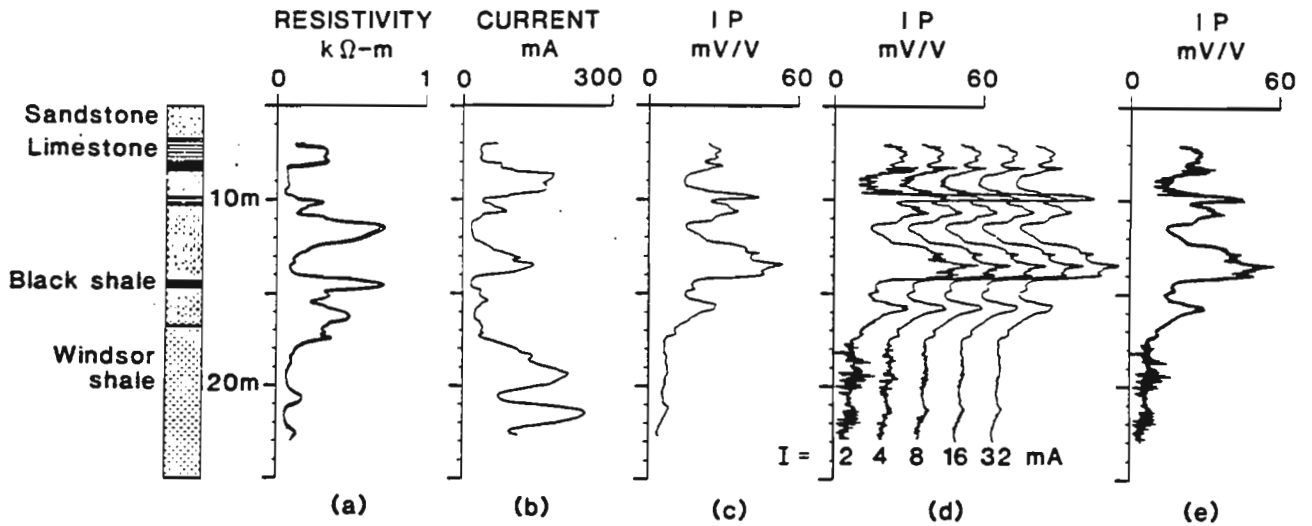 RESISTIVITY
k Ω-m
0 1
CURRENT
mA
0 300
I P
mV/V
0 60
I P
mV/V
0 60
I P
mV/V
0 60
Sandstone
Limestone
10m
Black shale
Windsor
shale
20m
I = 2 4 8 16 32 mA
(a) (b) (c) (d) (e)